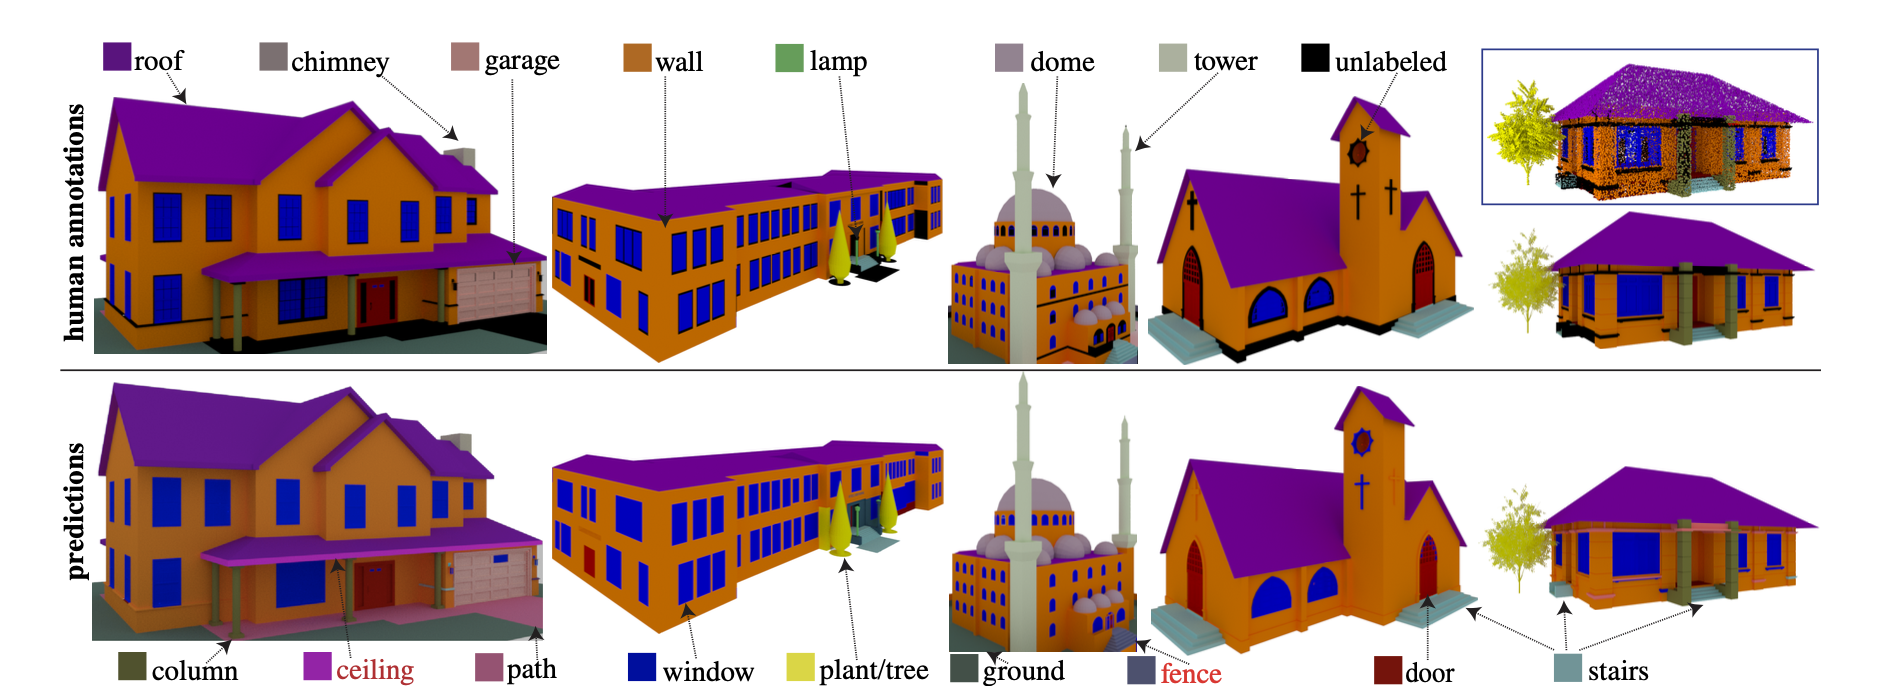 roof chimney garage wall lamp dome tower unlabeled
human annotations
predictions
column ceiling path window plant/tree ground fence door stairs